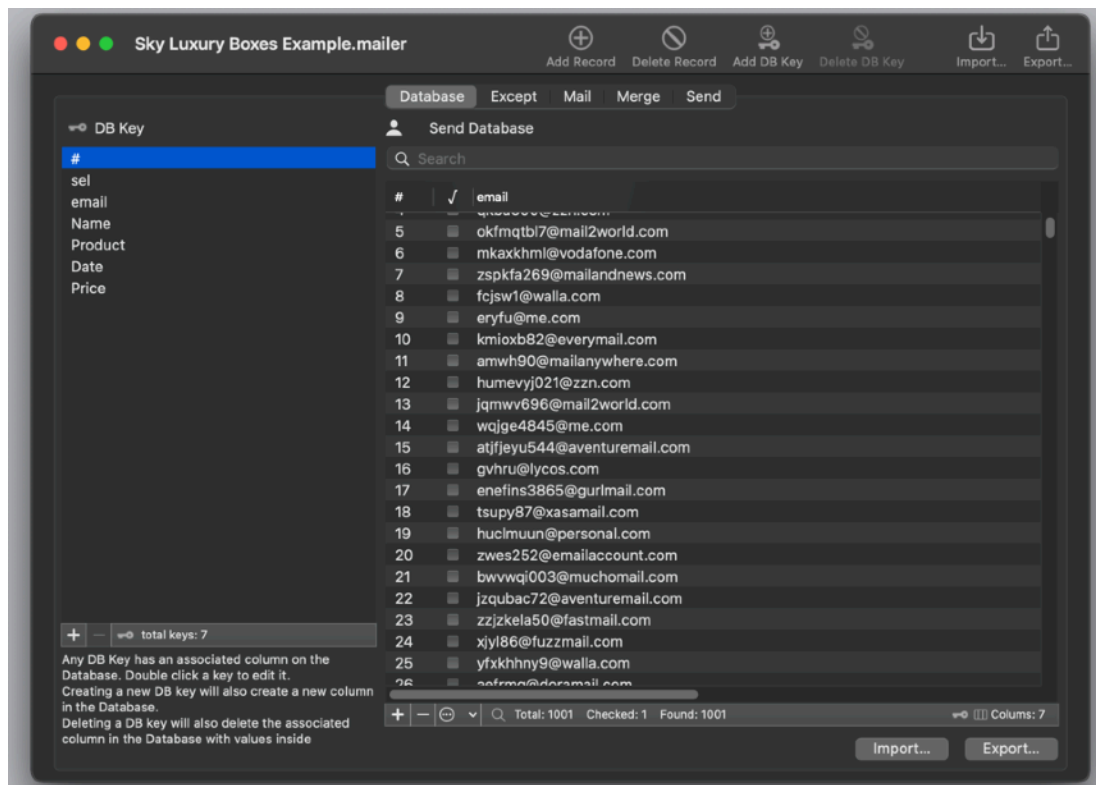 Sky Luxury Boxes Example.mailer
Add Record Delete Record Add DB Key Delete DB Key Import... Export...
Database Except Mail Merge Send
DB Key
#
sel
email
Name
Product
Date
Price
+ − total keys: 7
Any DB Key has an associated column on the
Database. Double click a key to edit it.
Creating a new DB key will also create a new column
in the Database.
Deleting a DB key will also delete the associated
column in the Database with values inside
Send Database
Search
# √ email
5 okfmqtbl7@mail2world.com
6 mkaxkhml@vodafone.com
7 zspkfa269@mailandnews.com
8 fcjsw1@walla.com
9 eryfu@me.com
10 kmioxb82@everymail.com
11 amwh90@mailanywhere.com
12 humevyj021@zzn.com
13 jqmwv696@mail2world.com
14 wqjge4845@me.com
15 atjfjeyu544@aventuremail.com
16 gvhru@lycos.com
17 enefins3865@gurlmail.com
18 tsupy87@xasamail.com
19 huclmuun@personal.com
20 zwes252@emailaccount.com
21 bwvwqi003@muchomail.com
22 jzqubac72@aventuremail.com
23 zzjzkela50@fastmail.com
24 xjyl86@fuzzmail.com
25 yfxkhhny9@walla.com
26 aefrmq@doramail.com
+ − Total: 1001 Checked: 1 Found: 1001 Colums: 7
Import... Export...